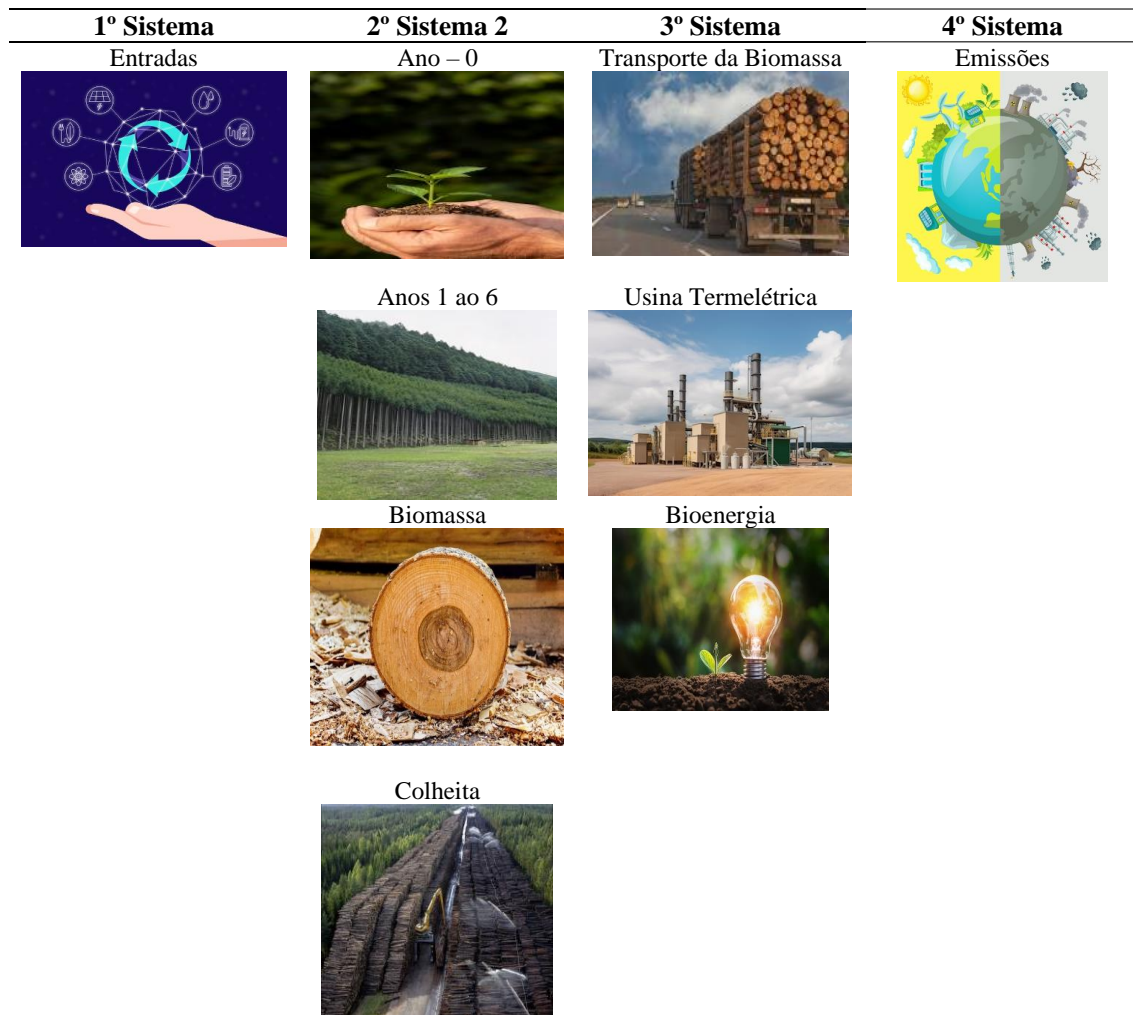 1º Sistema 2º Sistema 2 3º Sistema 4º Sistema
Entradas Ano – 0 Transporte da Biomassa Emissões
Anos 1 ao 6 Usina Termelétrica
Biomassa Bioenergia
Colheita